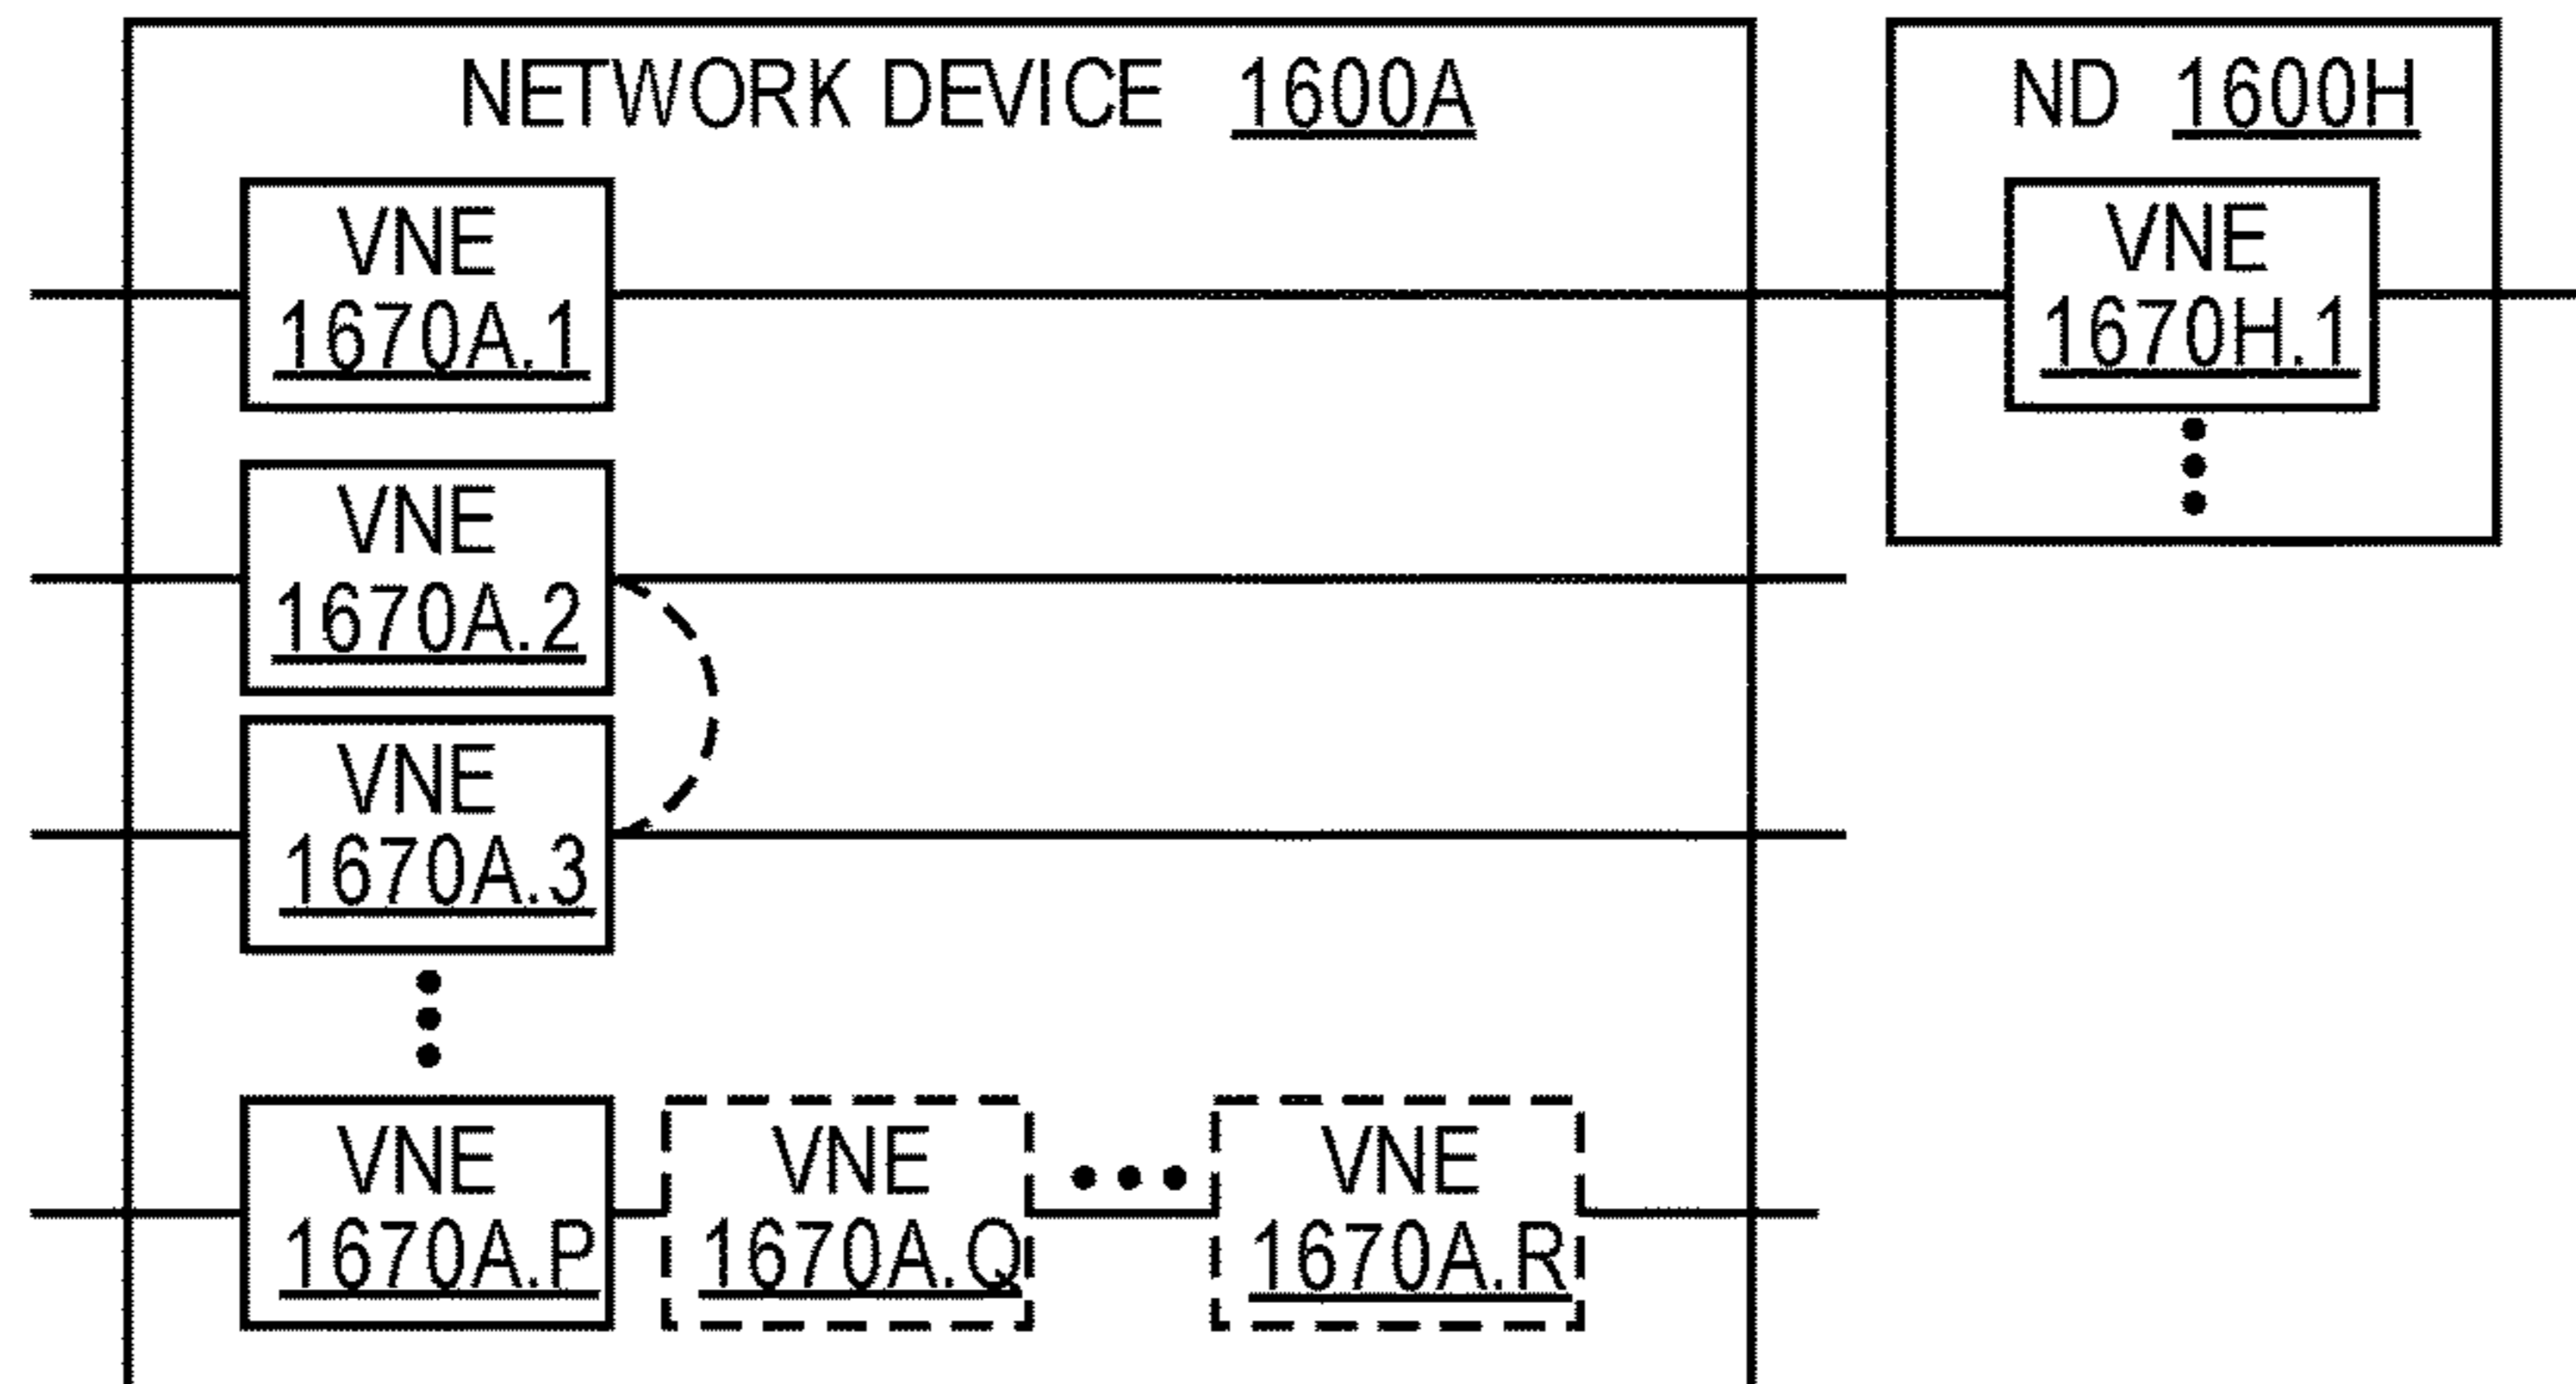 NETWORK DEVICE 1600A
ND 1600H
VNE
1670A.1
VNE
1670H.1
VNE
1670A.2
VNE
1670A.3
VNE
1670A.P
VNE
1670A.Q
VNE
1670A.R